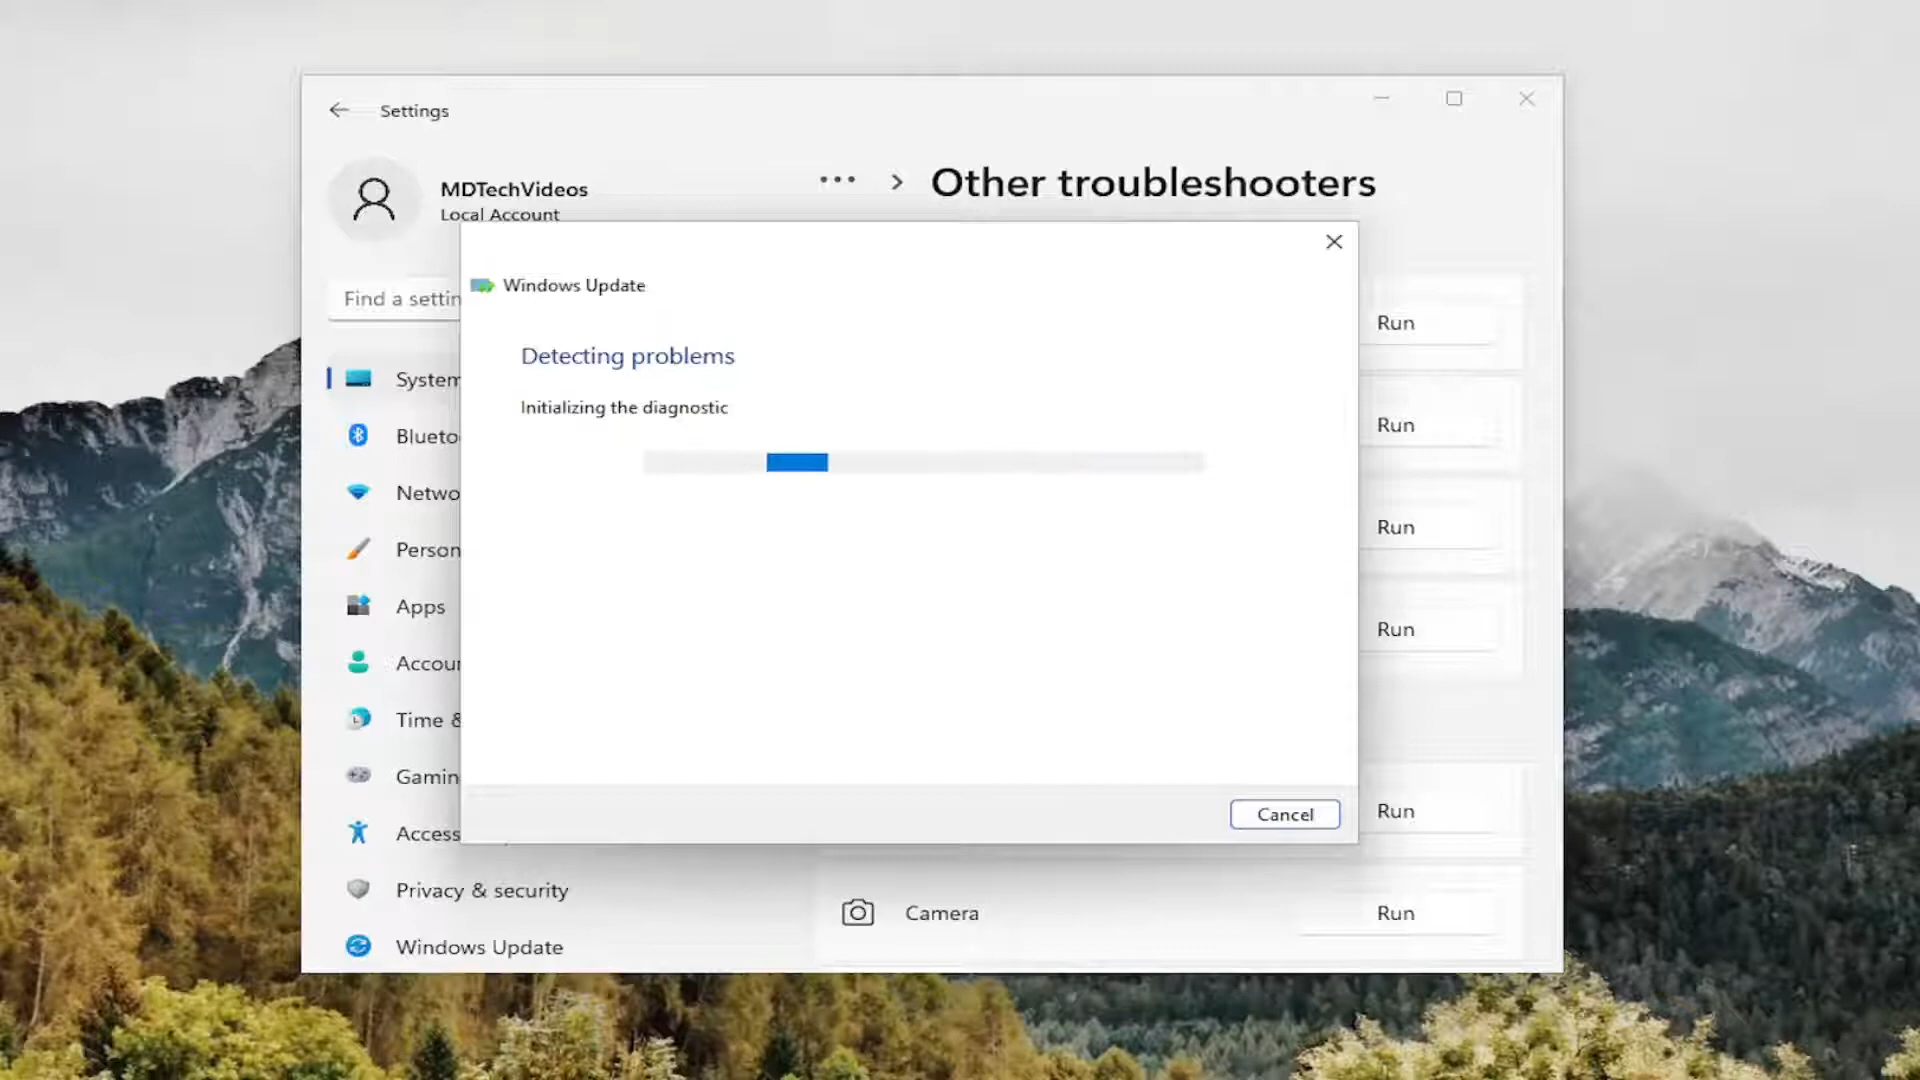 Settings
MDTechVideos
Local Account
Other troubleshooters
Find a settin
Windows Update
Detecting problems
Initializing the diagnostic
Run
System
Run
Blueto
Netwo
Run
Person
Apps
Run
Accour
Time &
Gamin
Cancel
Run
Access
Privacy & security
Camera
Run
Windows Update